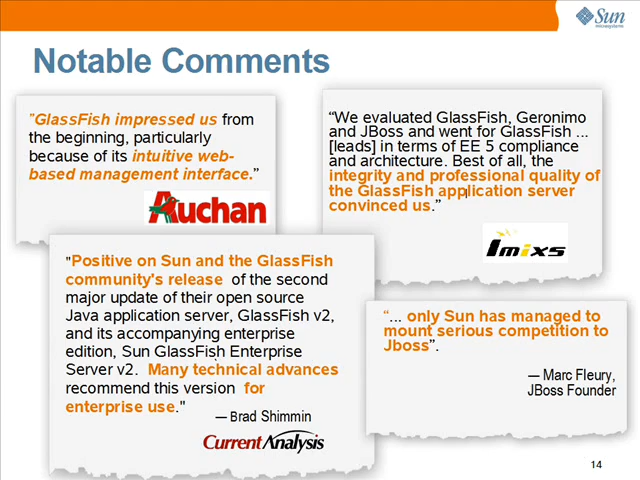 Sun
microsystems
Notable Comments
"GlassFish impressed us from
the beginning, particularly
because of its intuitive web-
based management interface.”
Auchan
“We evaluated GlassFish, Geronimo
and JBoss and went for GlassFish ...
[leads] in terms of EE 5 compliance
and architecture. Best of all, the
integrity and professional quality of
the GlassFish application server
convinced us.”
Imixs
"Positive on Sun and the GlassFish
community's release of the second
major update of their open source
Java application server, GlassFish v2,
and its accompanying enterprise
edition, Sun GlassFish Enterprise
Server v2. Many technical advances
recommend this version for
enterprise use."
— Brad Shimmin
CurrentAnalysis
“... only Sun has managed to
mount serious competition to
Jboss”.
— Marc Fleury,
JBoss Founder
14